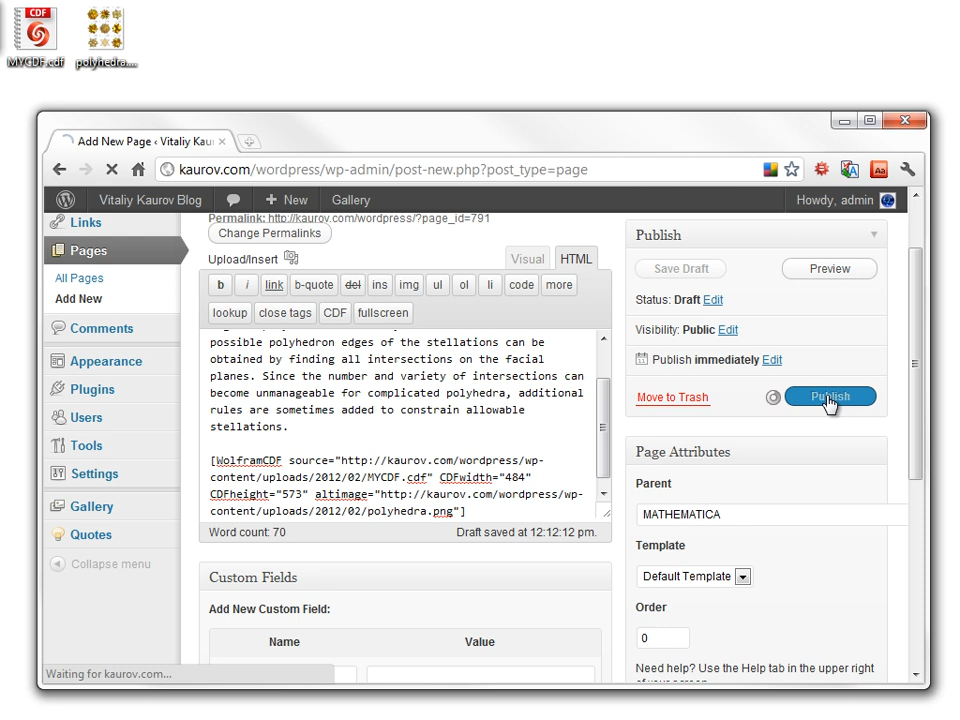 CDF
MYCDF.cdf
polyhedra....
Add New Page ‹ Vitaliy Kau
kaurov.com/wordpress/wp-admin/post-new.php?post_type=page
Vitaliy Kaurov Blog
New
Gallery
Howdy, admin
Links
Pages
All Pages
Add New
Comments
Appearance
Plugins
Users
Tools
Settings
Gallery
Quotes
Collapse menu
Permalink: http://kaurov.com/wordpress/?page_id=791
Change Permalinks
Upload/Insert
Visual
HTML
b
i
link
b-quote
del
ins
img
ul
ol
li
code
more
lookup
close tags
CDF
fullscreen
possible polyhedron edges of the stellations can be
obtained by finding all intersections on the facial
planes. Since the number and variety of intersections can
become unmanageable for complicated polyhedra, additional
rules are sometimes added to constrain allowable
stellations.
[WolframCDF source="http://kaurov.com/wordpress/wp-
content/uploads/2012/02/MYCDF.cdf" CDFwidth="484"
CDFheight="573" altimage="http://kaurov.com/wordpress/wp-
content/uploads/2012/02/polyhedra.png"]
Word count: 70
Draft saved at 12:12:12 pm.
Custom Fields
Add New Custom Field:
Name
Value
Publish
Save Draft
Preview
Status: Draft Edit
Visibility: Public Edit
Publish immediately Edit
Move to Trash
Publish
Page Attributes
Parent
MATHEMATICA
Template
Default Template
Order
0
Need help? Use the Help tab in the upper right
Waiting for kaurov.com...